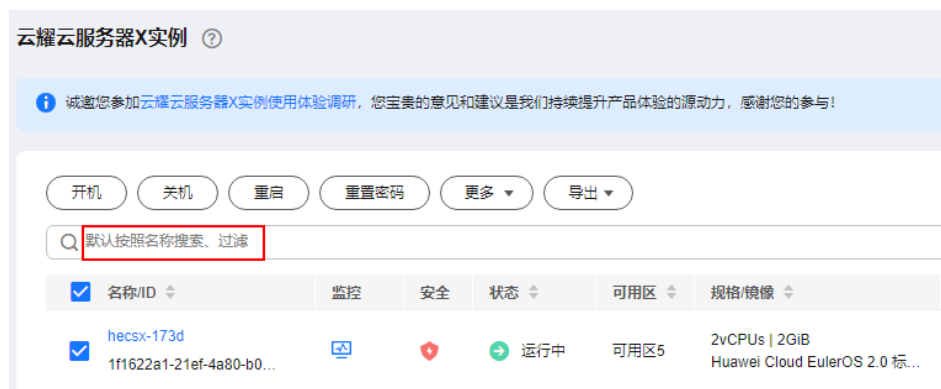 云耀云服务器X实例
诚邀您参加云耀云服务器X实例使用体验调研，您宝贵的意见和建议是我们持续提升产品体验的源动力，感谢您的参与！
开机 关机 重启 重置密码 更多 导出
默认按照名称搜索、过滤
名称/ID 监控 安全 状态 可用区 规格/镜像
hecsx-173d
1f1622a1-21ef-4a80-b0...
运行中 可用区5
2vCPUs | 2GiB
Huawei Cloud EulerOS 2.0 标...